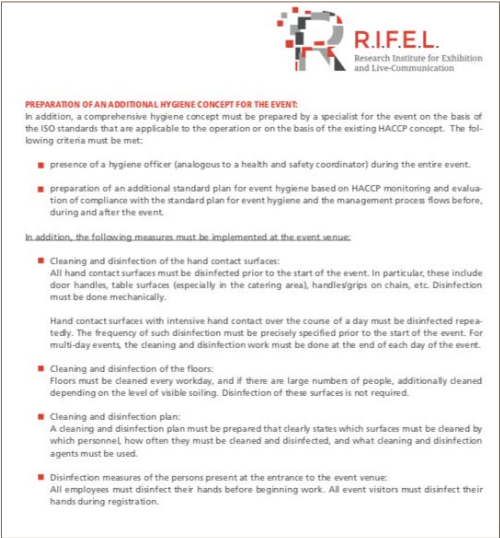 R.I.F.E.L.
Research Institute for Exhibition
and Live-Communication
PREPARATION OF AN ADDITIONAL HYGIENE CONCEPT FOR THE EVENT:
In addition, a comprehensive hygiene concept must be prepared by a specialist for the event on the basis of
the ISO standards that are applicable to the operation or on the basis of the existing HACCP concept. The fol-
lowing criteria must be met:
presence of a hygiene officer (analogous to a health and safety coordinator) during the entire event.
preparation of an additional standard plan for event hygiene based on HACCP monitoring and evalua-
tion of compliance with the standard plan for event hygiene and the management process flows before,
during and after the event.
In addition, the following measures must be implemented at the event venue:
Cleaning and disinfection of the hand contact surfaces:
All hand contact surfaces must be disinfected prior to the start of the event. In particular, these include
door handles, table surfaces (especially in the catering area), handles/grips on chairs, etc. Disinfection
must be done mechanically.
Hand contact surfaces with intensive hand contact over the course of a day must be disinfected repea-
tedly. The frequency of such disinfection must be precisely specified prior to the start of the event. For
multi-day events, the cleaning and disinfection work must be done at the end of each day of the event.
Cleaning and disinfection of the floors:
Floors must be cleaned every workday, and if there are large numbers of people, additionally cleaned
depending on the level of visible soiling. Disinfection of these surfaces is not required.
Cleaning and disinfection plan:
A cleaning and disinfection plan must be prepared that clearly states which surfaces must be cleaned by
which personnel, how often they must be cleaned and disinfected, and what cleaning and disinfection
agents must be used.
Disinfection measures of the persons present at the entrance to the event venue:
All employees must disinfect their hands before beginning work. All event visitors must disinfect their
hands during registration.